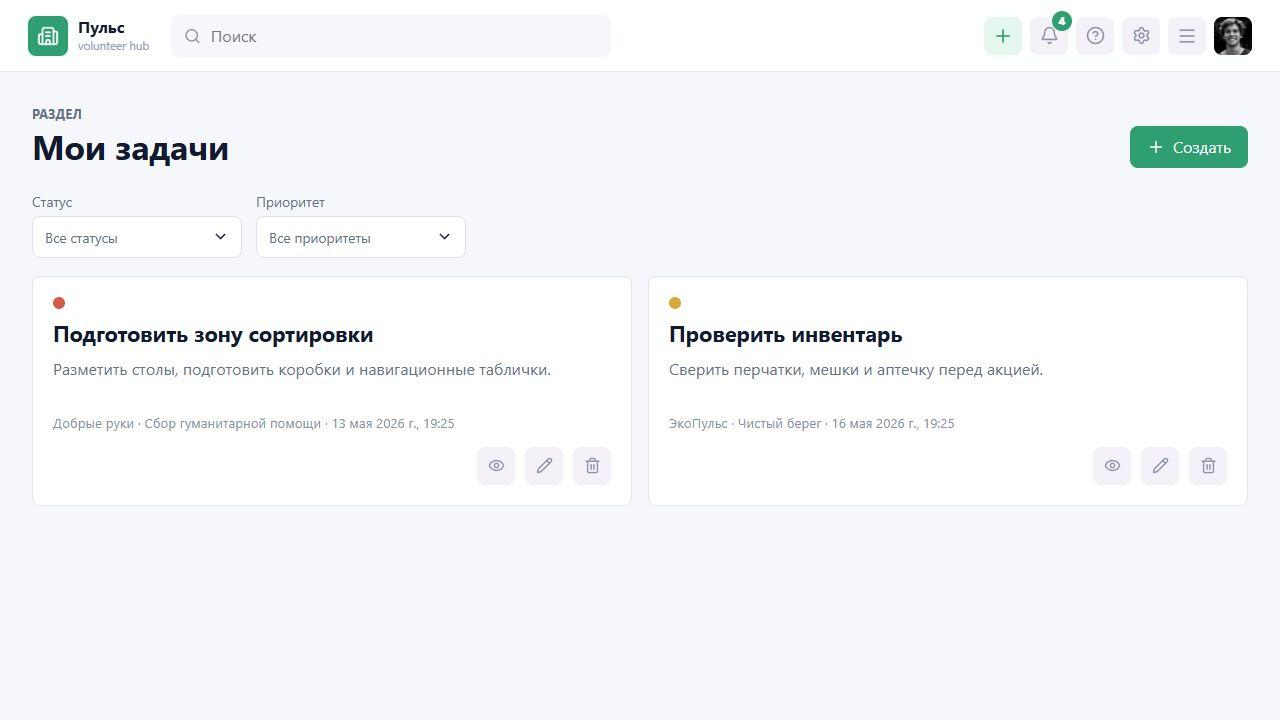 Пульс
volunteer hub
Поиск
4
РАЗДЕЛ
Мои задачи
Создать
Статус
Приоритет
Все статусы
Все приоритеты
Подготовить зону сортировки
Разметить столы, подготовить коробки и навигационные таблички.
Добрые руки · Сбор гуманитарной помощи · 13 мая 2026 г., 19:25
Проверить инвентарь
Сверить перчатки, мешки и аптечку перед акцией.
ЭкоПульс · Чистый берег · 16 мая 2026 г., 19:25